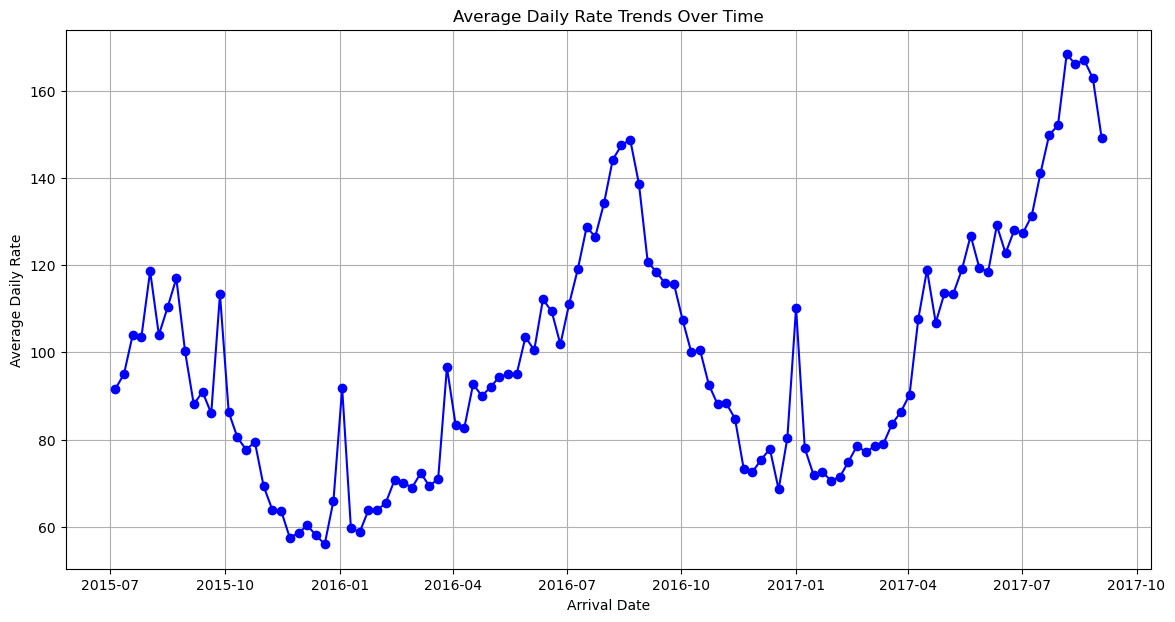 Average Daily Rate Trends Over Time
Average Daily Rate
160
140
120
100
80
60
2015-07 2015-10 2016-01 2016-04 2016-07 2016-10 2017-01 2017-04 2017-07 2017-10
Arrival Date